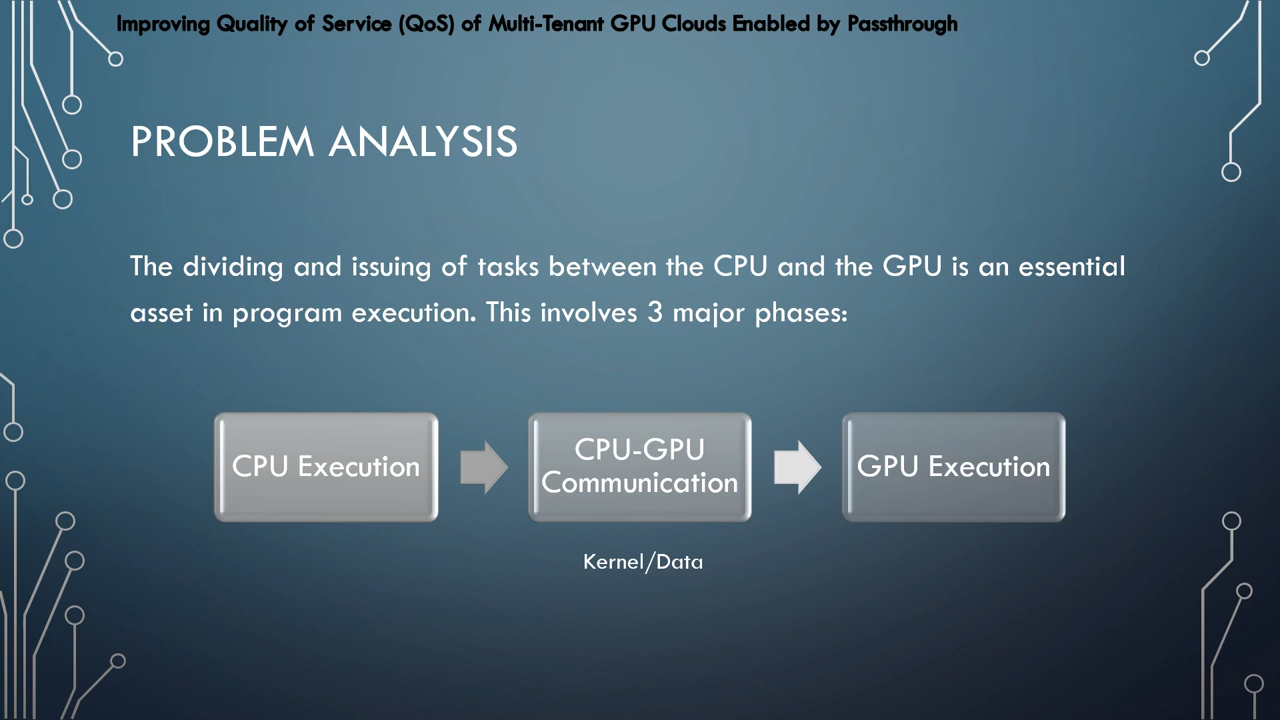 Improving Quality of Service (QoS) of Multi-Tenant GPU Clouds Enabled by Passthrough
PROBLEM ANALYSIS
The dividing and issuing of tasks between the CPU and the GPU is an essential
asset in program execution. This involves 3 major phases:
CPU Execution
CPU-GPU
Communication
GPU Execution
Kernel/Data